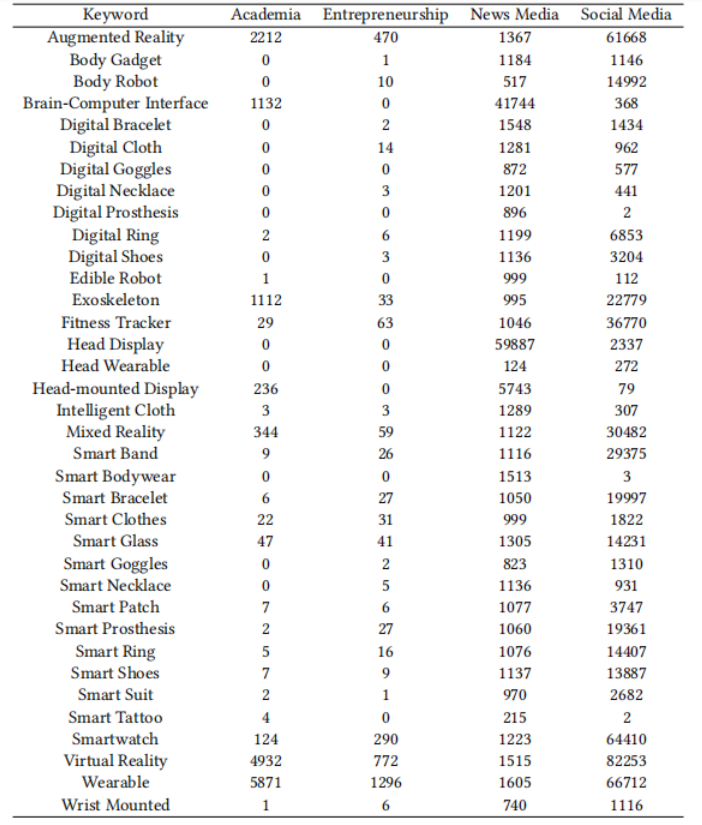 Keyword Academia Entrepreneurship News Media Social Media
Augmented Reality 2212 470 1367 61668
Body Gadget 0 1 1184 1146
Body Robot 0 10 517 14992
Brain-Computer Interface 1132 0 41744 368
Digital Bracelet 0 2 1548 1434
Digital Cloth 0 14 1281 962
Digital Goggles 0 0 872 577
Digital Necklace 0 3 1201 441
Digital Prosthesis 0 0 896 2
Digital Ring 2 6 1199 6853
Digital Shoes 0 3 1136 3204
Edible Robot 1 0 999 112
Exoskeleton 1112 33 995 22779
Fitness Tracker 29 63 1046 36770
Head Display 0 0 59887 2337
Head Wearable 0 0 124 272
Head-mounted Display 236 0 5743 79
Intelligent Cloth 3 3 1289 307
Mixed Reality 344 59 1122 30482
Smart Band 9 26 1116 29375
Smart Bodywear 0 0 1513 3
Smart Bracelet 6 27 1050 19997
Smart Clothes 22 31 999 1822
Smart Glass 47 41 1305 14231
Smart Goggles 0 2 823 1310
Smart Necklace 0 5 1136 931
Smart Patch 7 6 1077 3747
Smart Prosthesis 2 27 1060 19361
Smart Ring 5 16 1076 14407
Smart Shoes 7 9 1137 13887
Smart Suit 2 1 970 2682
Smart Tattoo 4 0 215 2
Smartwatch 124 290 1223 64410
Virtual Reality 4932 772 1515 82253
Wearable 5871 1296 1605 66712
Wrist Mounted 1 6 740 1116